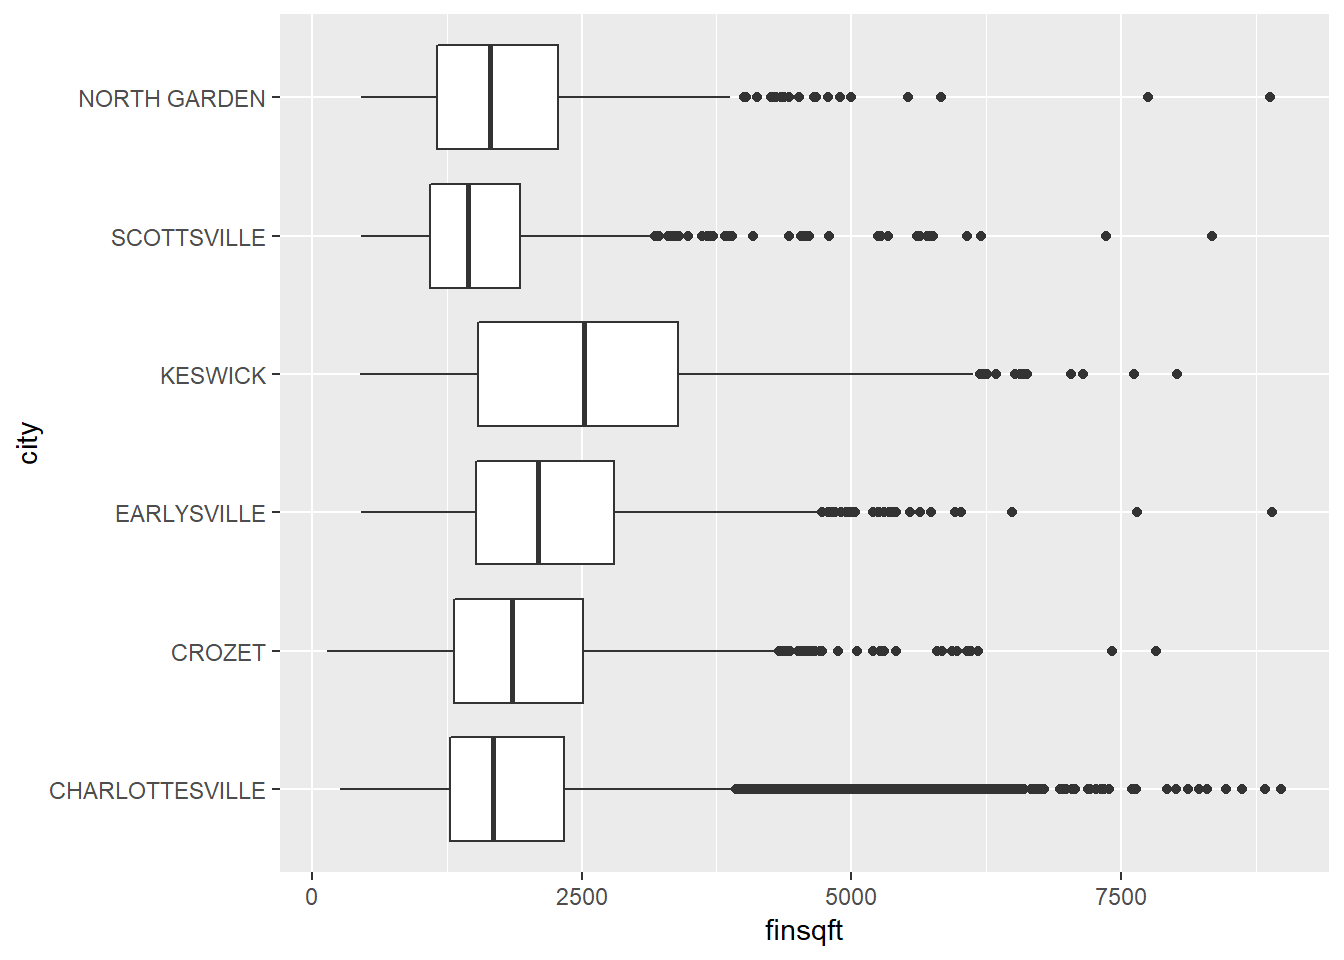 NORTH GARDEN
SCOTTSVILLE
KESWICK
EARLYSVILLE
CROZET
CHARLOTTESVILLE
city
0 2500 5000 7500
finsqft